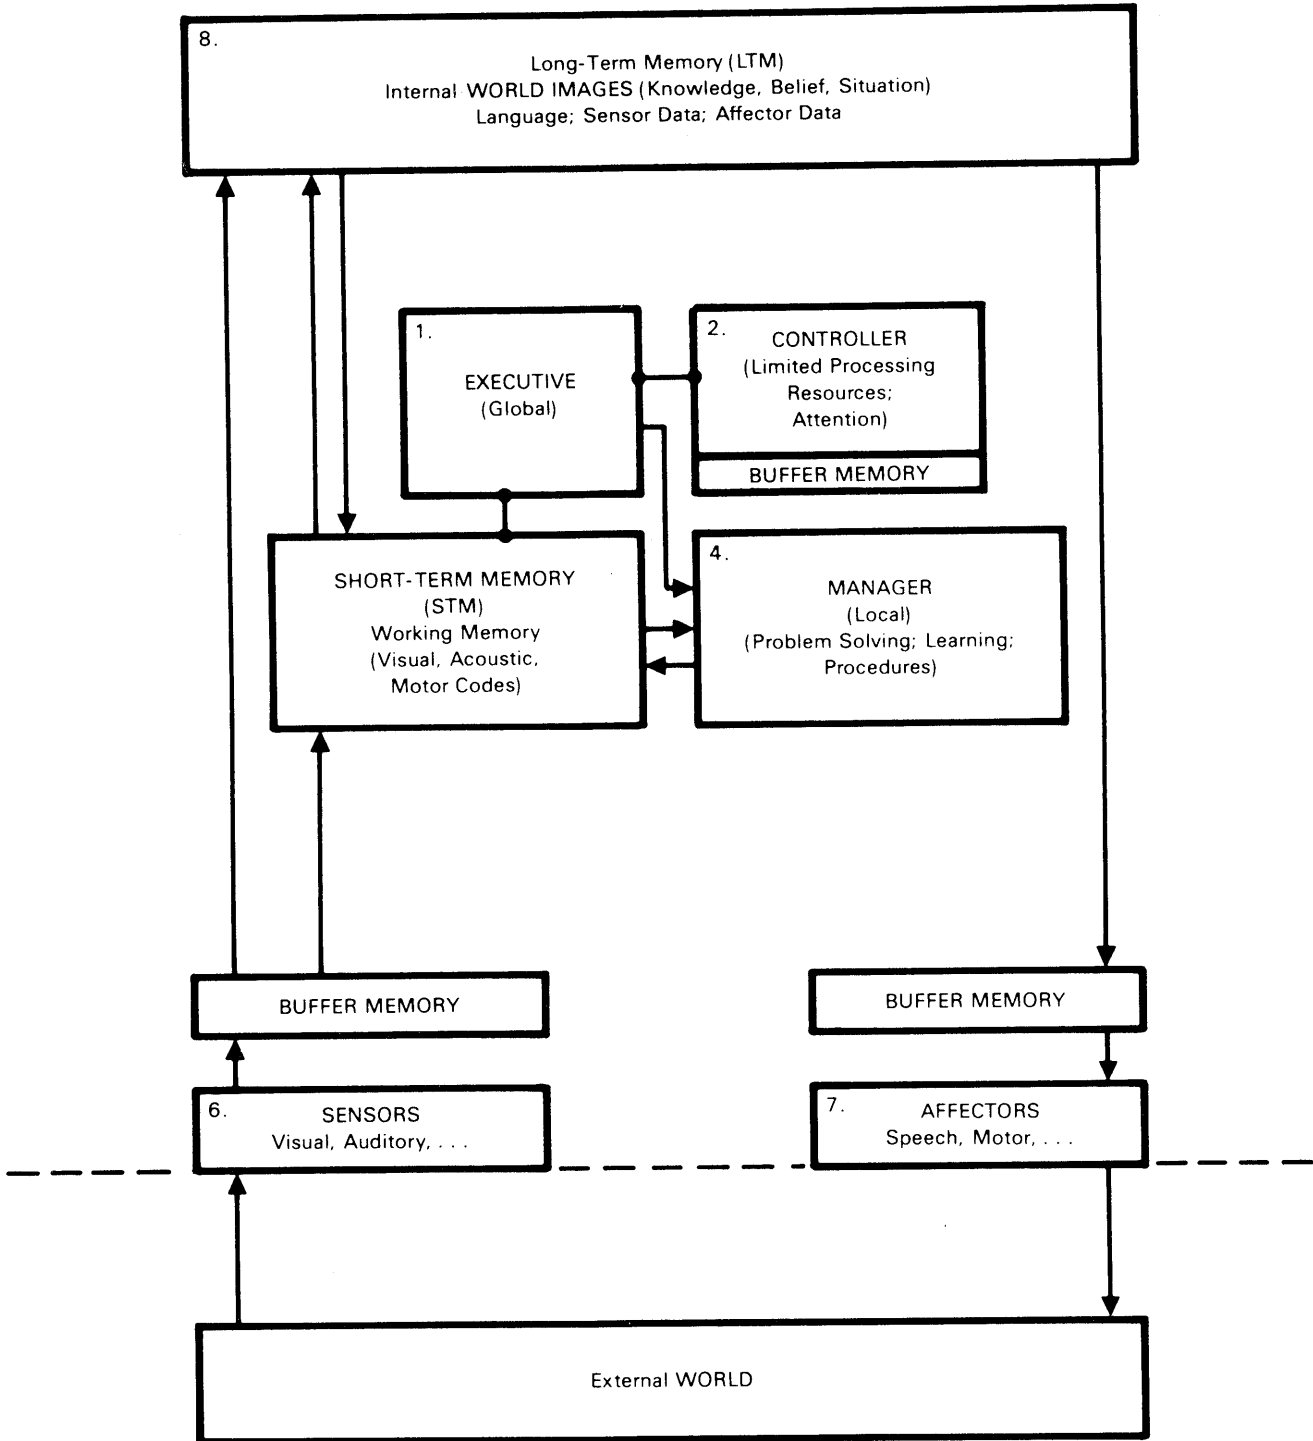 8.
Long-Term Memory (LTM)
Internal WORLD IMAGES (Knowledge, Belief, Situation)
Language; Sensor Data; Affector Data
1.
EXECUTIVE
(Global)
2.
CONTROLLER
(Limited Processing
Resources;
Attention)
BUFFER MEMORY
SHORT-TERM MEMORY
(STM)
Working Memory
(Visual, Acoustic,
Motor Codes)
4.
MANAGER
(Local)
(Problem Solving; Learning;
Procedures)
BUFFER MEMORY
BUFFER MEMORY
6.
SENSORS
Visual, Auditory, . . .
7.
AFFECTORS
Speech, Motor, . . .
External WORLD